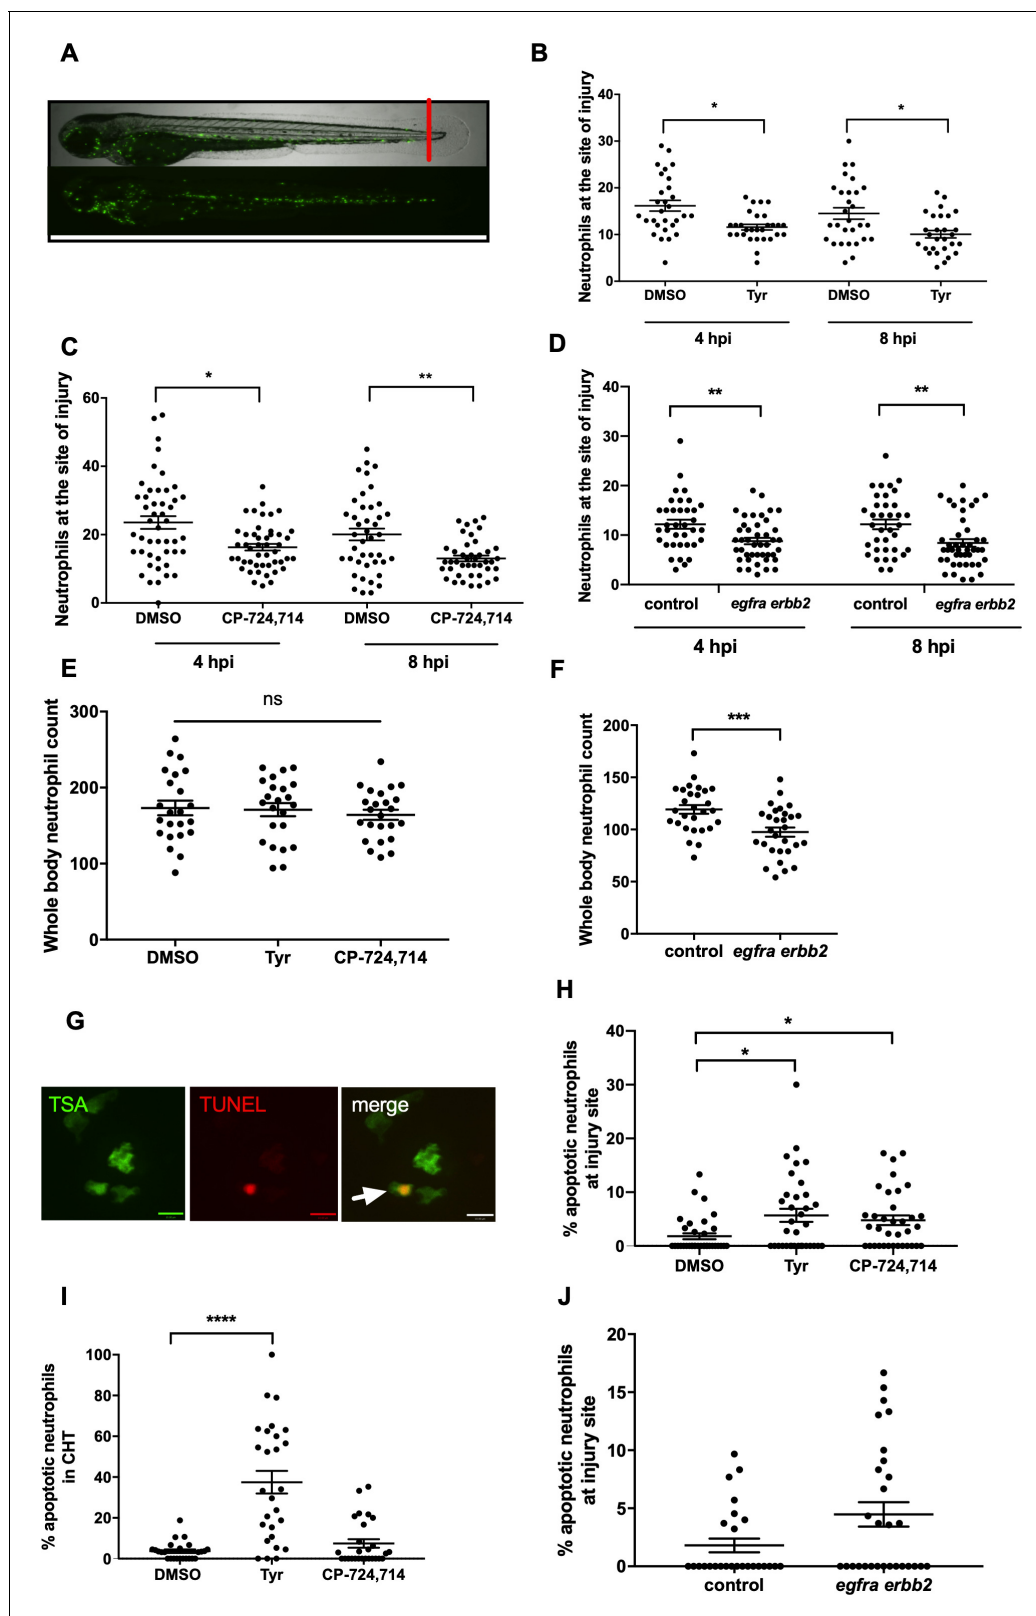 A
B
Neutrophils at the site of injury
40
30
20
10
0
*
*
DMSO Tyr DMSO Tyr
4 hpi 8 hpi
C
Neutrophils at the site of injury
60
40
20
0
*
**
DMSO CP-724,714 DMSO CP-724,714
4 hpi 8 hpi
D
Neutrophils at the site of injury
40
30
20
10
0
**
**
control egfra erbb2 control egfra erbb2
4 hpi 8 hpi
E
Whole body neutrophil count
300
200
100
0
ns
DMSO Tyr CP-724,714
F
Whole body neutrophil count
200
150
100
50
0
***
control egfra erbb2
G
TSA TUNEL merge
H
% apoptotic neutrophils
at injury site
40
30
20
10
0
*
*
DMSO Tyr CP-724,714
I
% apoptotic neutrophils
in CHT
100
80
60
40
20
0
****
DMSO Tyr CP-724,714
J
% apoptotic neutrophils
at injury site
20
15
10
5
0
control egfra erbb2